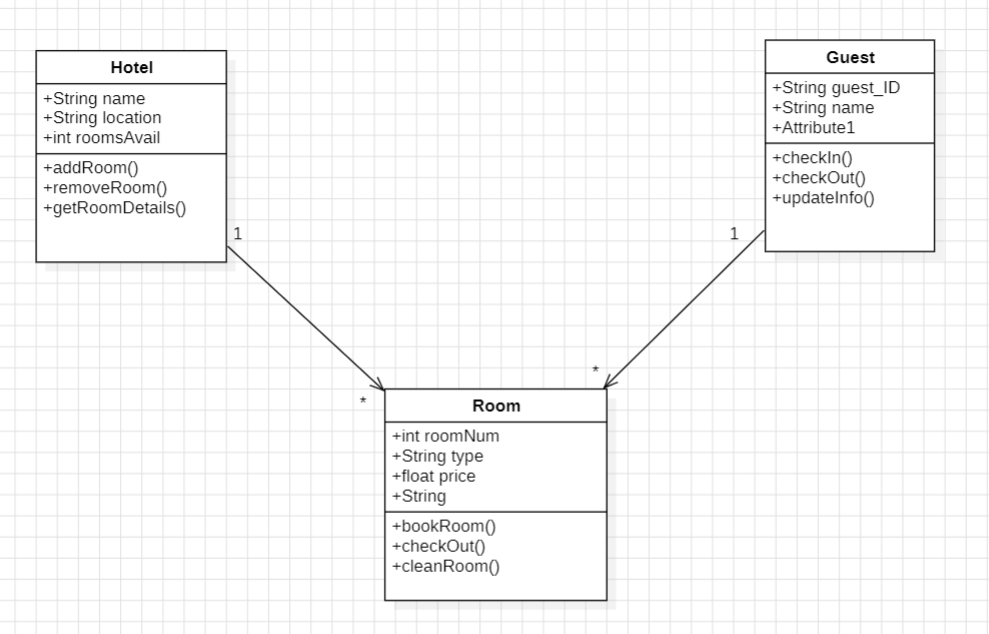 Hotel
+String name
+String location
+int roomsAvail
+addRoom()
+removeRoom()
+getRoomDetails()
1
*
Guest
+String guest_ID
+String name
+Attribute1
+checkIn()
+checkOut()
+updateInfo()
1
*
Room
+int roomNum
+String type
+float price
+String
+bookRoom()
+checkOut()
+cleanRoom()